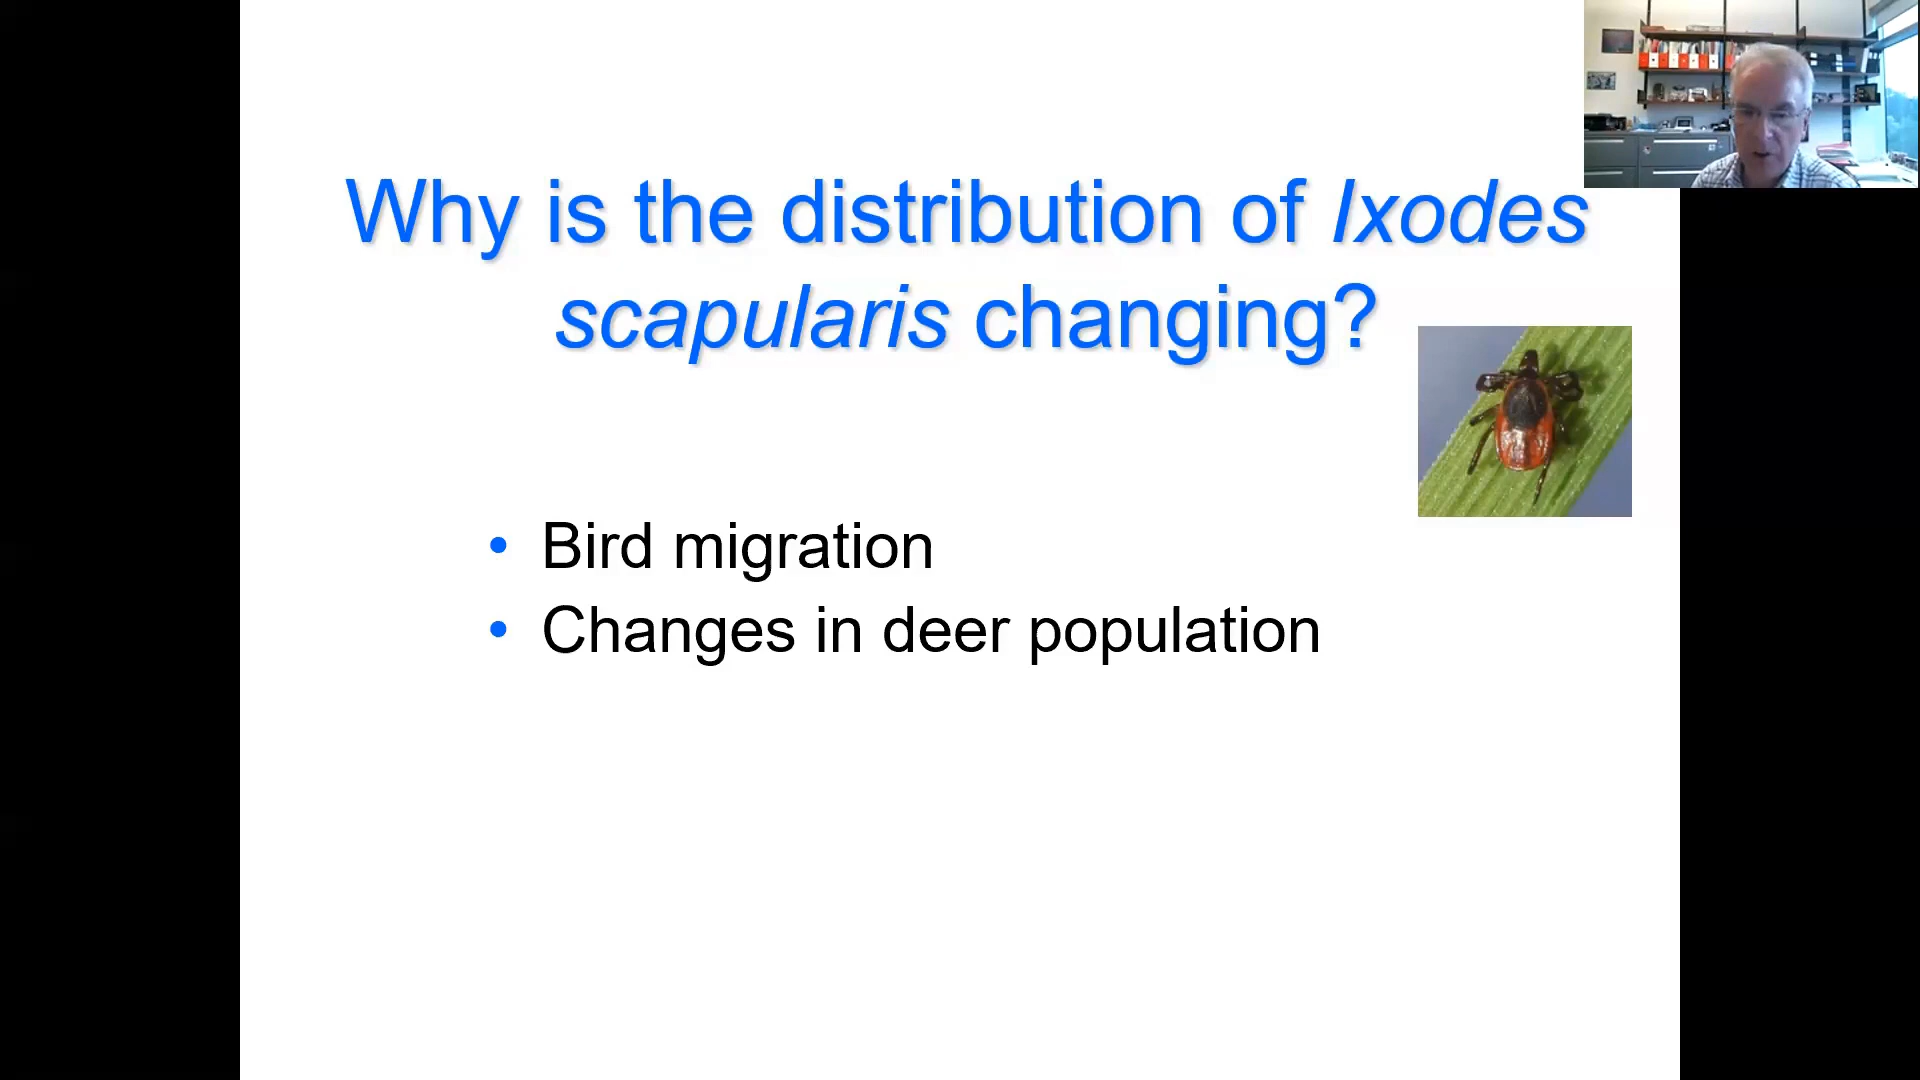 Why is the distribution of Ixodes
scapularis changing?
• Bird migration
• Changes in deer population